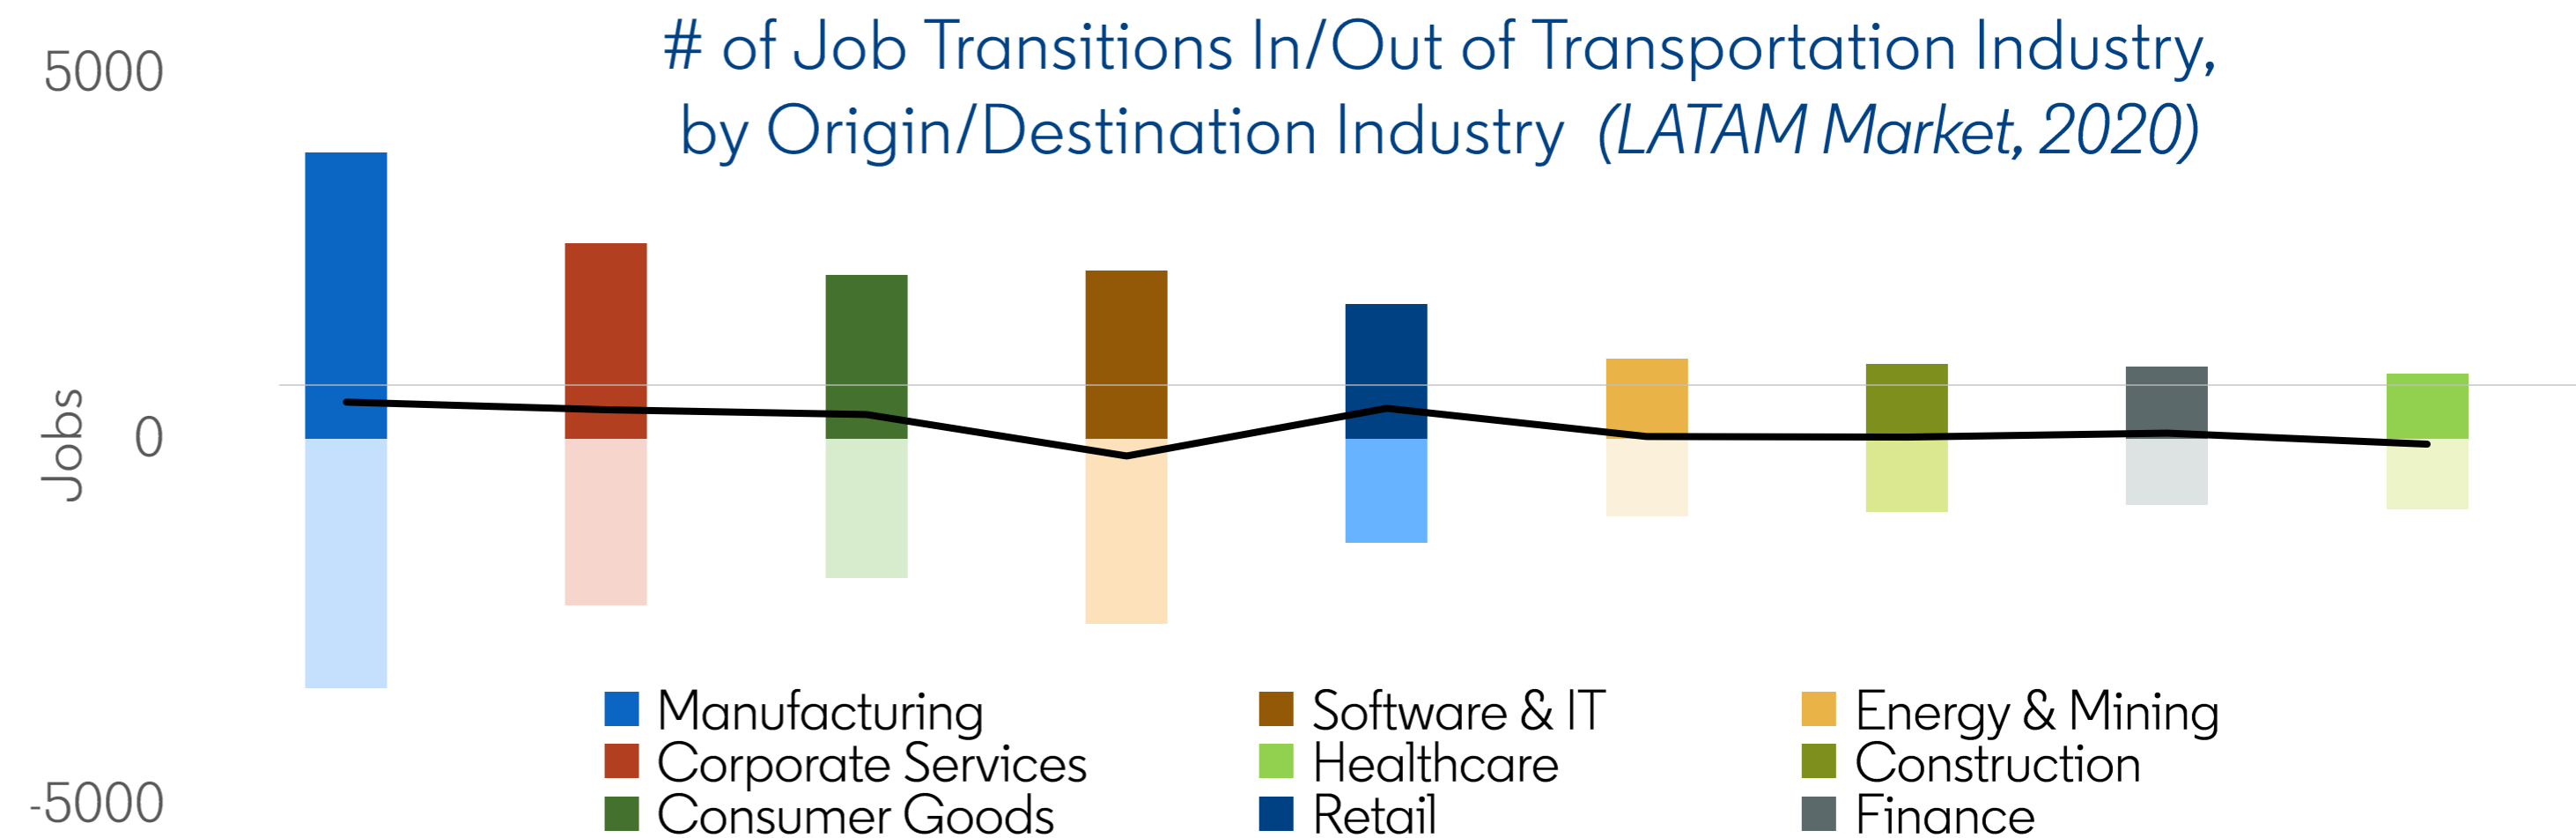 # of Job Transitions In/Out of Transportation Industry,
by Origin/Destination Industry (LATAM Market, 2020)
5000
0
-5000
Jobs
Manufacturing
Corporate Services
Consumer Goods
Software & IT
Healthcare
Retail
Energy & Mining
Construction
Finance